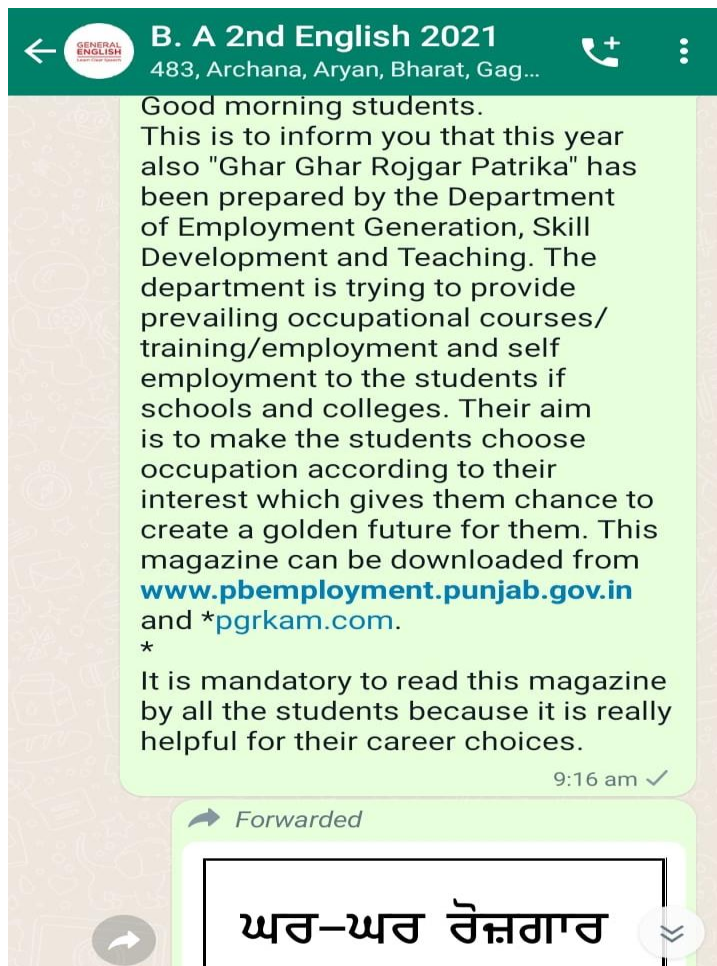 GENERAL
ENGLISH
B. A 2nd English 2021
483, Archana, Aryan, Bharat, Gag...
Good morning students.
This is to inform you that this year
also "Ghar Ghar Rojgar Patrika" has
been prepared by the Department
of Employment Generation, Skill
Development and Teaching. The
department is trying to provide
prevailing occupational courses/
training/employment and self
employment to the students if
schools and colleges. Their aim
is to make the students choose
occupation according to their
interest which gives them chance to
create a golden future for them. This
magazine can be downloaded from
www.pbemployment.punjab.gov.in
and *pgrkam.com.
*
It is mandatory to read this magazine
by all the students because it is really
helpful for their career choices.
9:16 am
Forwarded
ਘਰ-ਘਰ ਰੋਜ਼ਗਾਰ